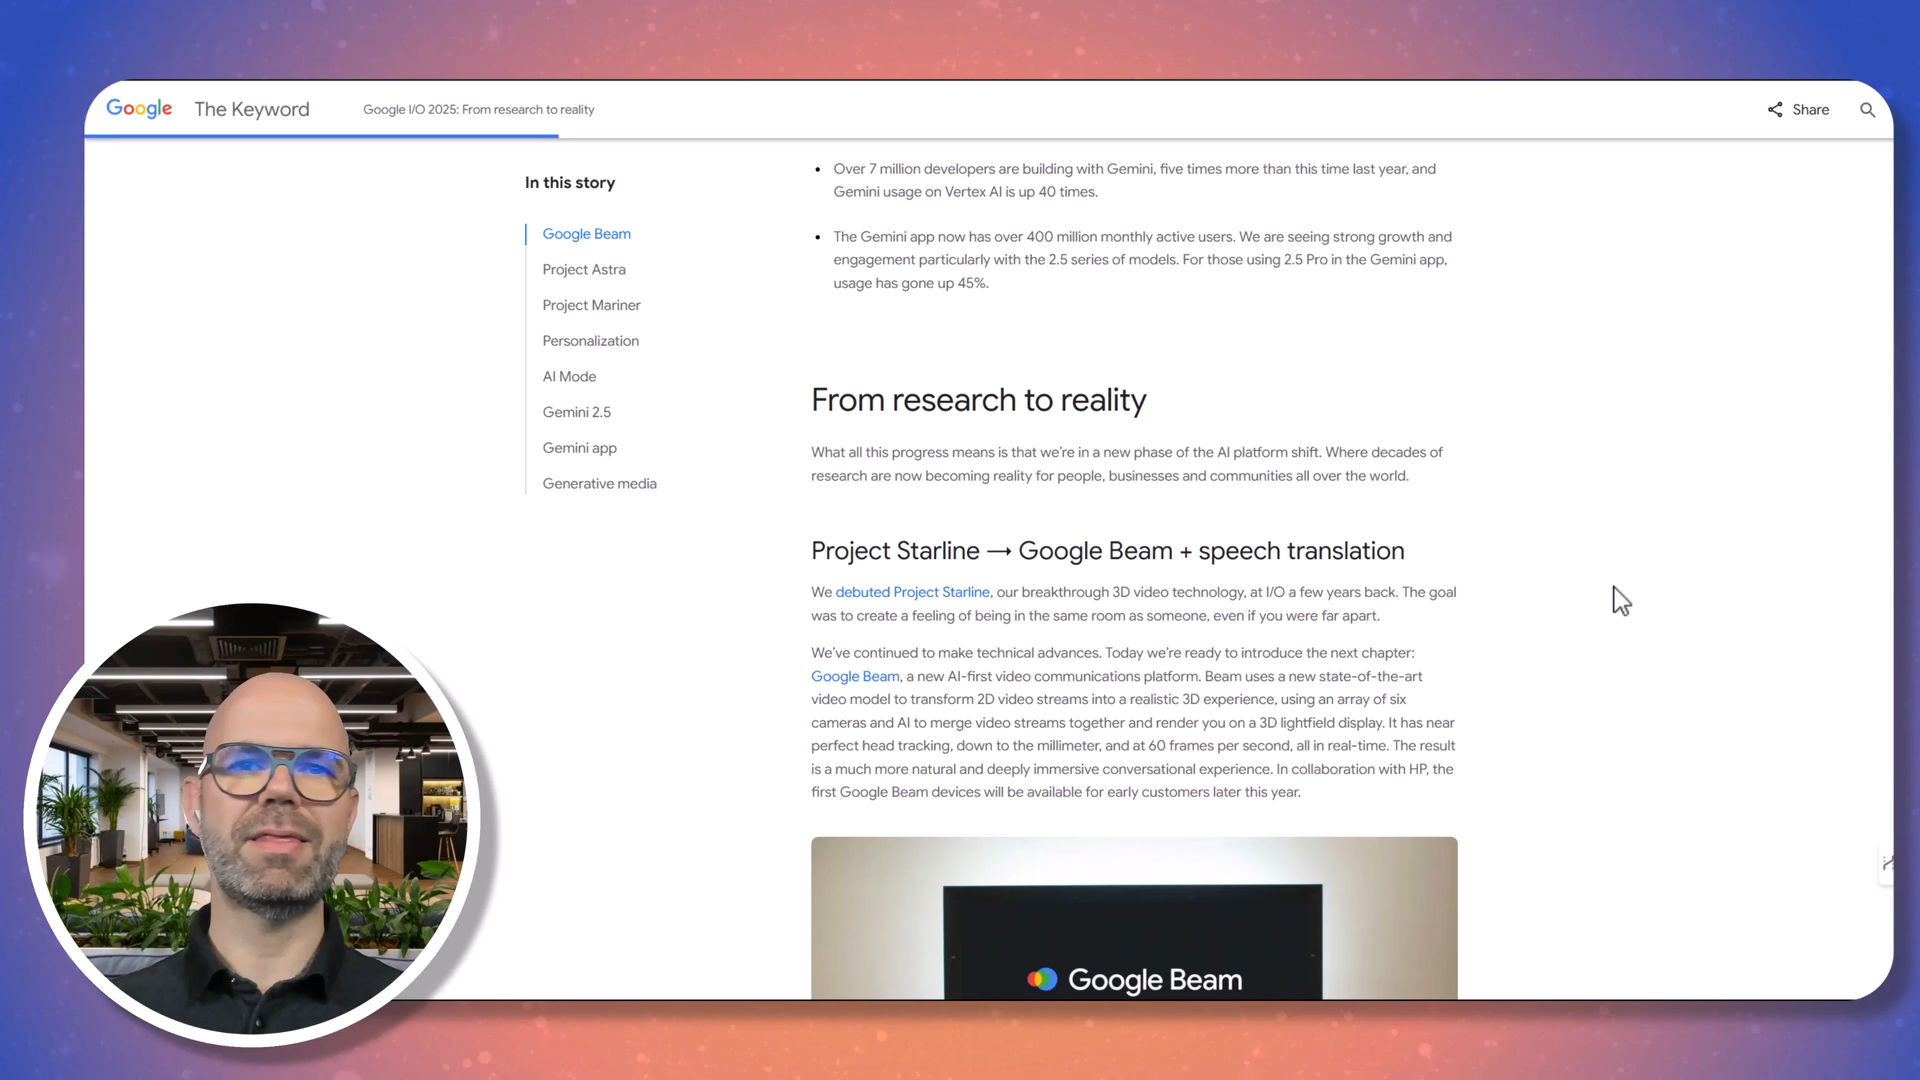 Google The Keyword Google I/O 2025: From research to reality Share
In this story
Google Beam
Project Astra
Project Mariner
Personalization
AI Mode
Gemini 2.5
Gemini app
Generative media
Over 7 million developers are building with Gemini, five times more than this time last year, and
Gemini usage on Vertex AI is up 40 times.
The Gemini app now has over 400 million monthly active users. We are seeing strong growth and
engagement particularly with the 2.5 series of models. For those using 2.5 Pro in the Gemini app,
usage has gone up 45%.
From research to reality
What all this progress means is that we're in a new phase of the AI platform shift. Where decades of
research are now becoming reality for people, businesses and communities all over the world.
Project Starline → Google Beam + speech translation
We debuted Project Starline, our breakthrough 3D video technology, at I/O a few years back. The goal
was to create a feeling of being in the same room as someone, even if you were far apart.
We've continued to make technical advances. Today we're ready to introduce the next chapter:
Google Beam, a new AI-first video communications platform. Beam uses a new state-of-the-art
video model to transform 2D video streams into a realistic 3D experience, using an array of six
cameras and AI to merge video streams together and render you on a 3D lightfield display. It has near
perfect head tracking, down to the millimeter, and at 60 frames per second, all in real-time. The result
is a much more natural and deeply immersive conversational experience. In collaboration with HP, the
first Google Beam devices will be available for early customers later this year.
Google Beam